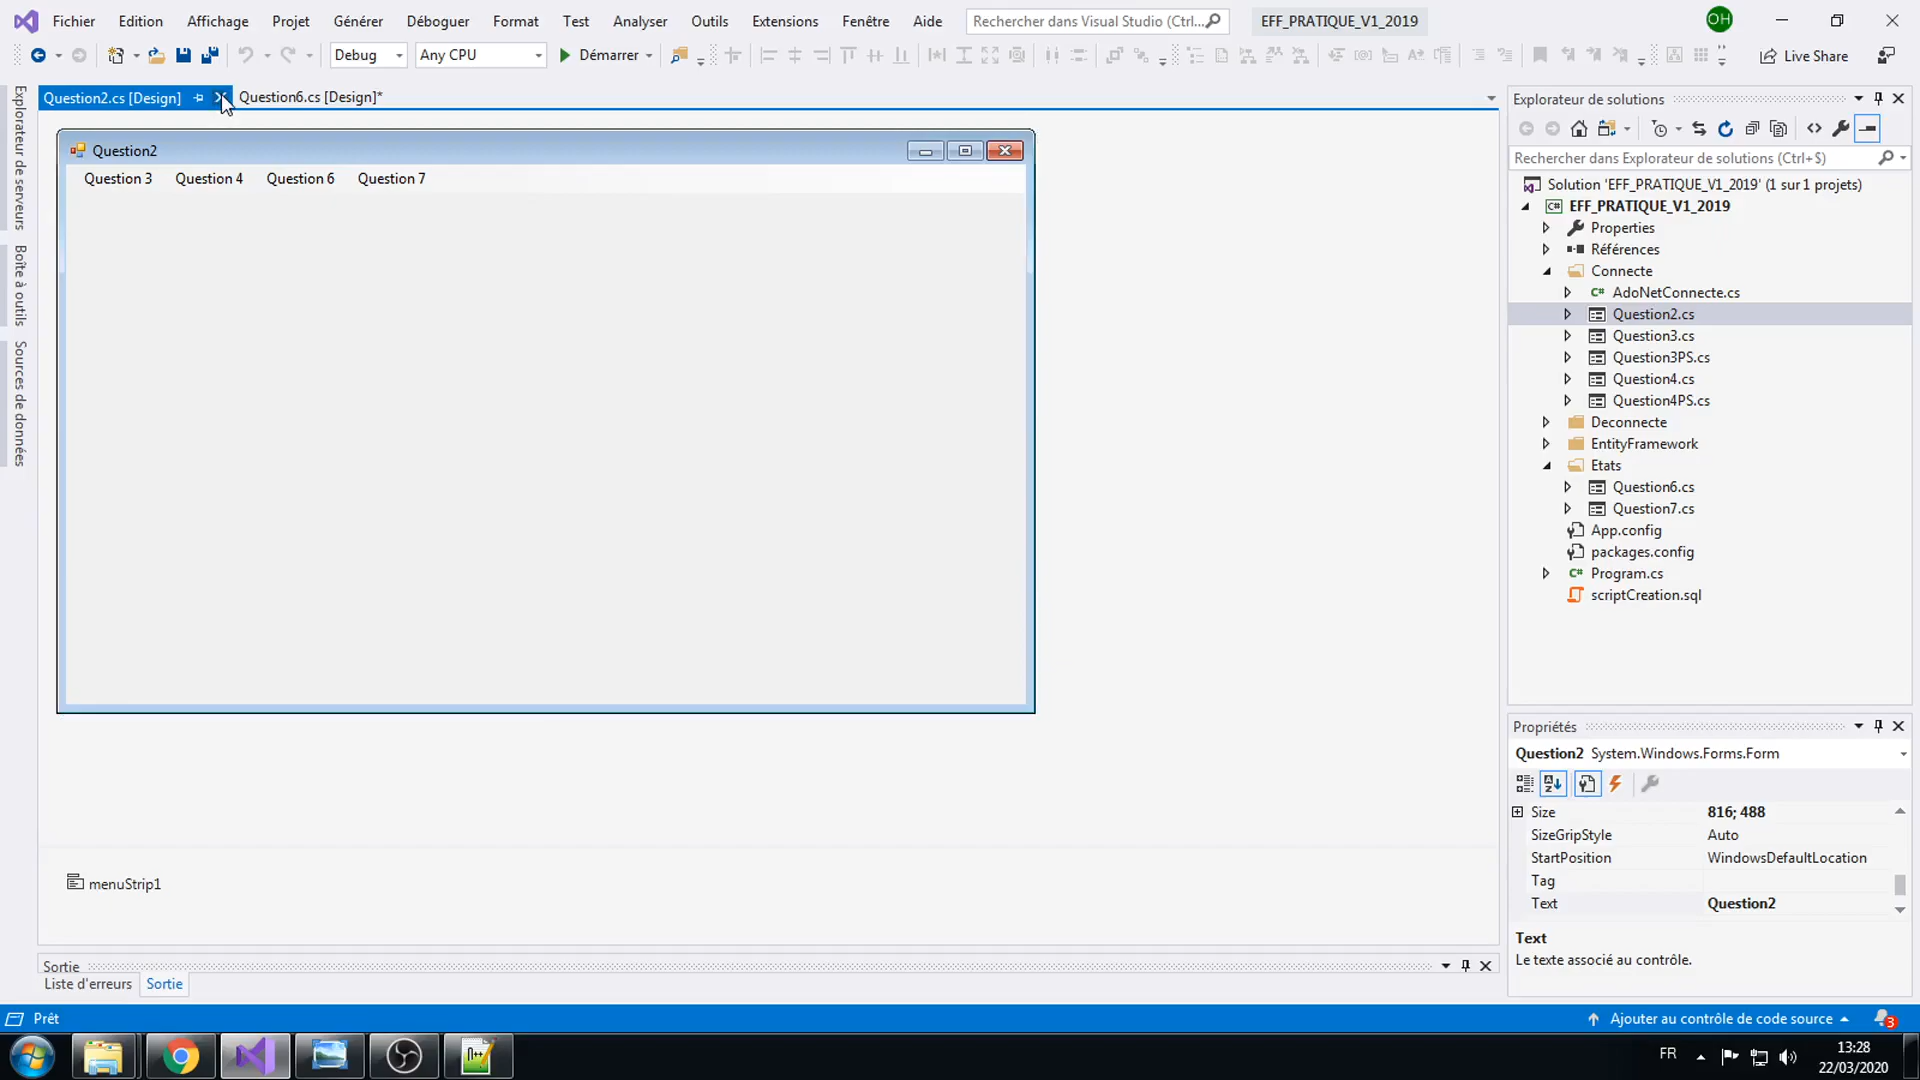 Fichier Edition Affichage Projet Générer Déboguer Format Test Analyser Outils Extensions Fenêtre Aide Rechercher dans Visual Studio (Ctrl... EFF_PRATIQUE_V1_2019 OH
Debug Any CPU Démarrer Live Share
Question2.cs [Design] Question6.cs [Design]*
Explorateur de serveurs
Boîte à outils
Sources de données
Question2
Question 3 Question 4 Question 6 Question 7
menuStrip1
Sortie
Liste d'erreurs Sortie
Explorateur de solutions
Rechercher dans Explorateur de solutions (Ctrl+$)
Solution 'EFF_PRATIQUE_V1_2019' (1 sur 1 projets)
EFF_PRATIQUE_V1_2019
Properties
Références
Connecte
AdoNetConnecte.cs
Question2.cs
Question3.cs
Question3PS.cs
Question4.cs
Question4PS.cs
Deconnecte
EntityFramework
Etats
Question6.cs
Question7.cs
App.config
packages.config
Program.cs
scriptCreation.sql
Propriétés
Question2 System.Windows.Forms.Form
Size 816; 488
SizeGripStyle Auto
StartPosition WindowsDefaultLocation
Tag
Text Question2
Text
Le texte associé au contrôle.
Prêt Ajouter au contrôle de code source 3
FR 13:28
22/03/2020